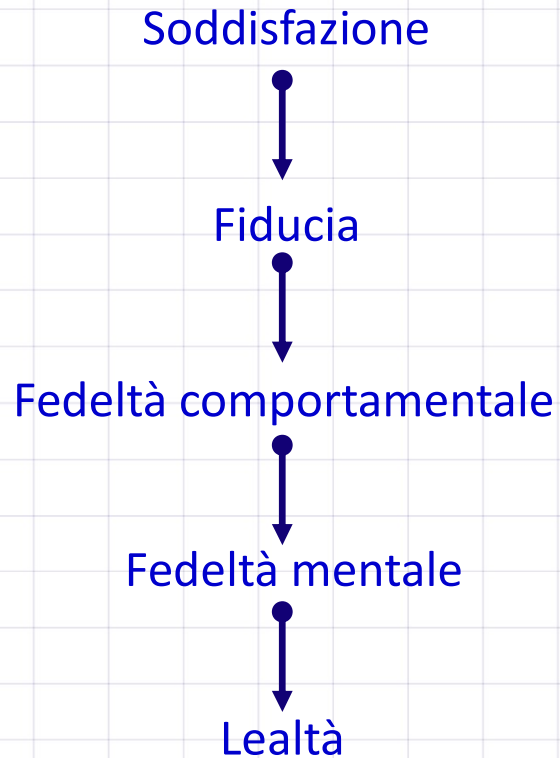 Soddisfazione
Fiducia
Fedeltà comportamentale
Fedeltà mentale
Lealtà